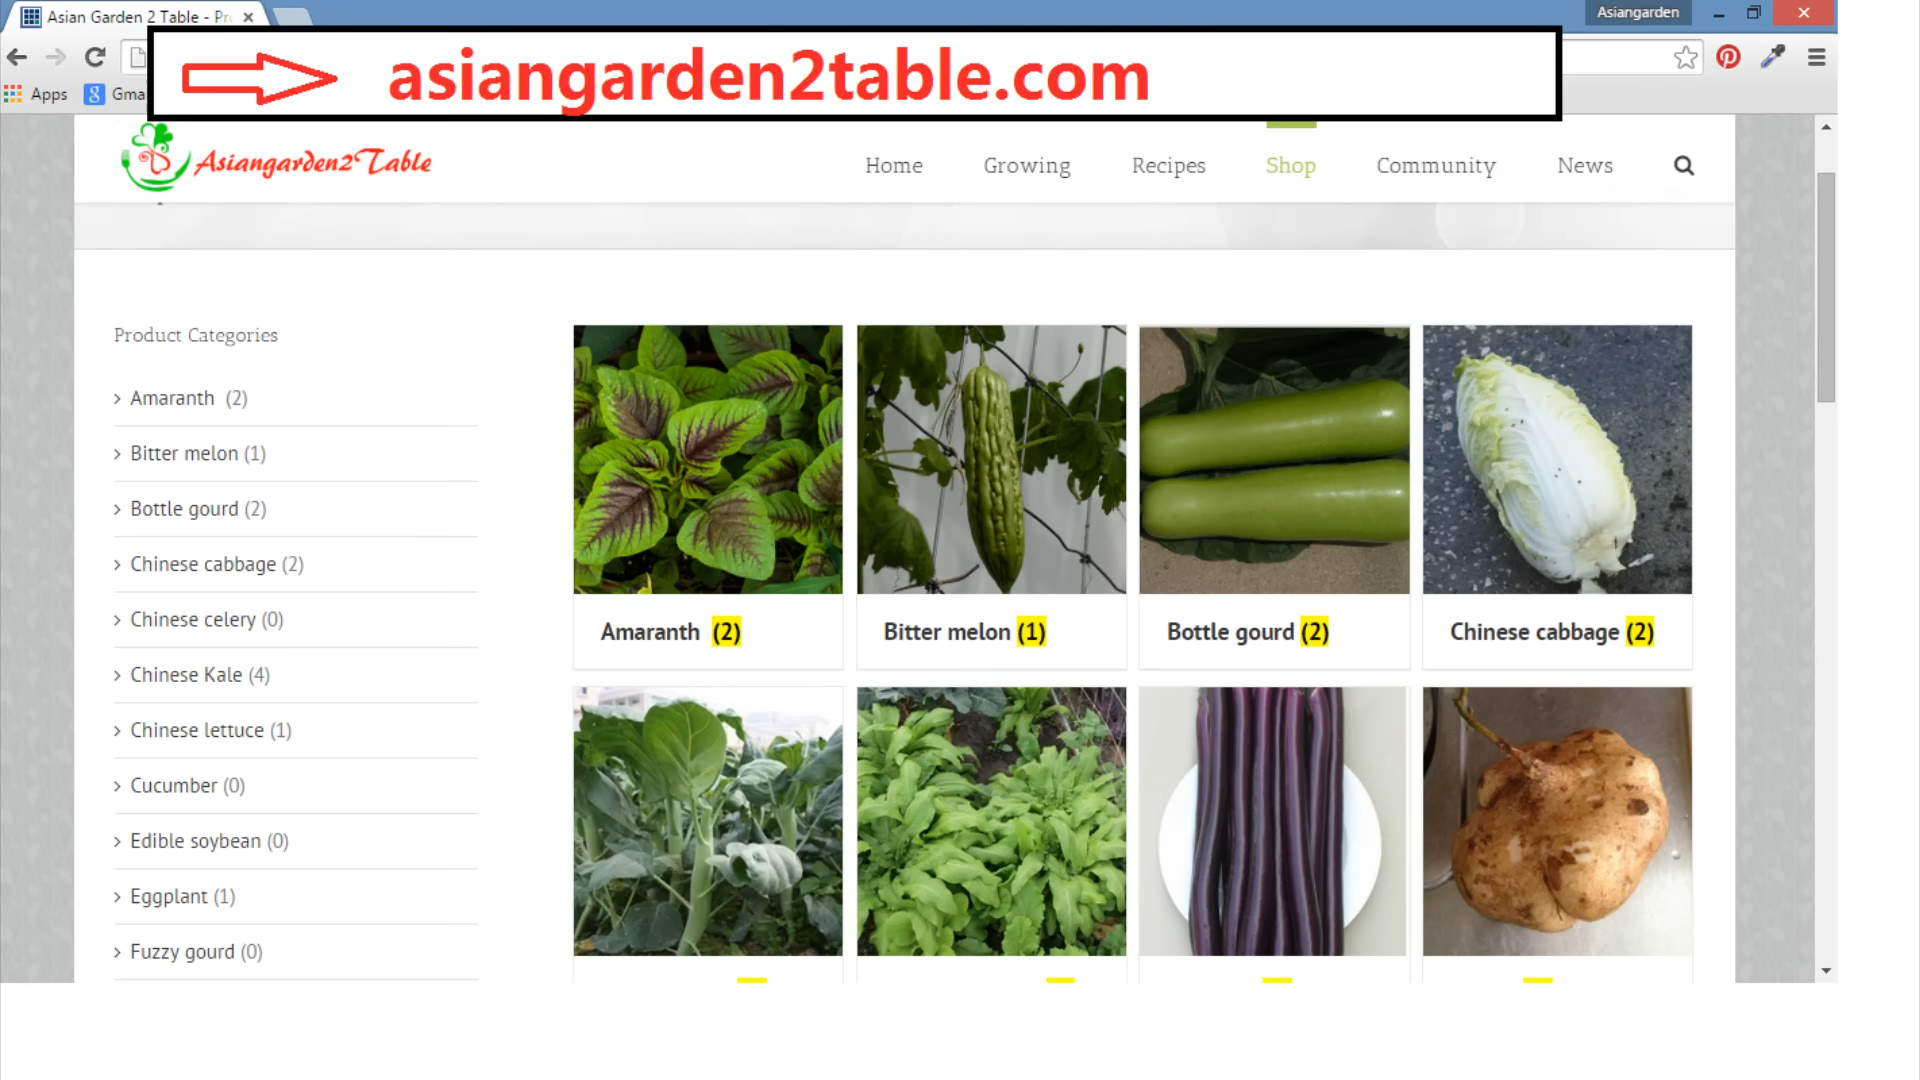 Asian Garden 2 Table - Pr
Asiangarden
asiangarden2table.com
Apps
Gma
Asiangarden2Table
Home
Growing
Recipes
Shop
Community
News
Product Categories
Amaranth (2)
Bitter melon (1)
Bottle gourd (2)
Chinese cabbage (2)
Chinese celery (0)
Chinese Kale (4)
Chinese lettuce (1)
Cucumber (0)
Edible soybean (0)
Eggplant (1)
Fuzzy gourd (0)
Amaranth (2)
Bitter melon (1)
Bottle gourd (2)
Chinese cabbage (2)